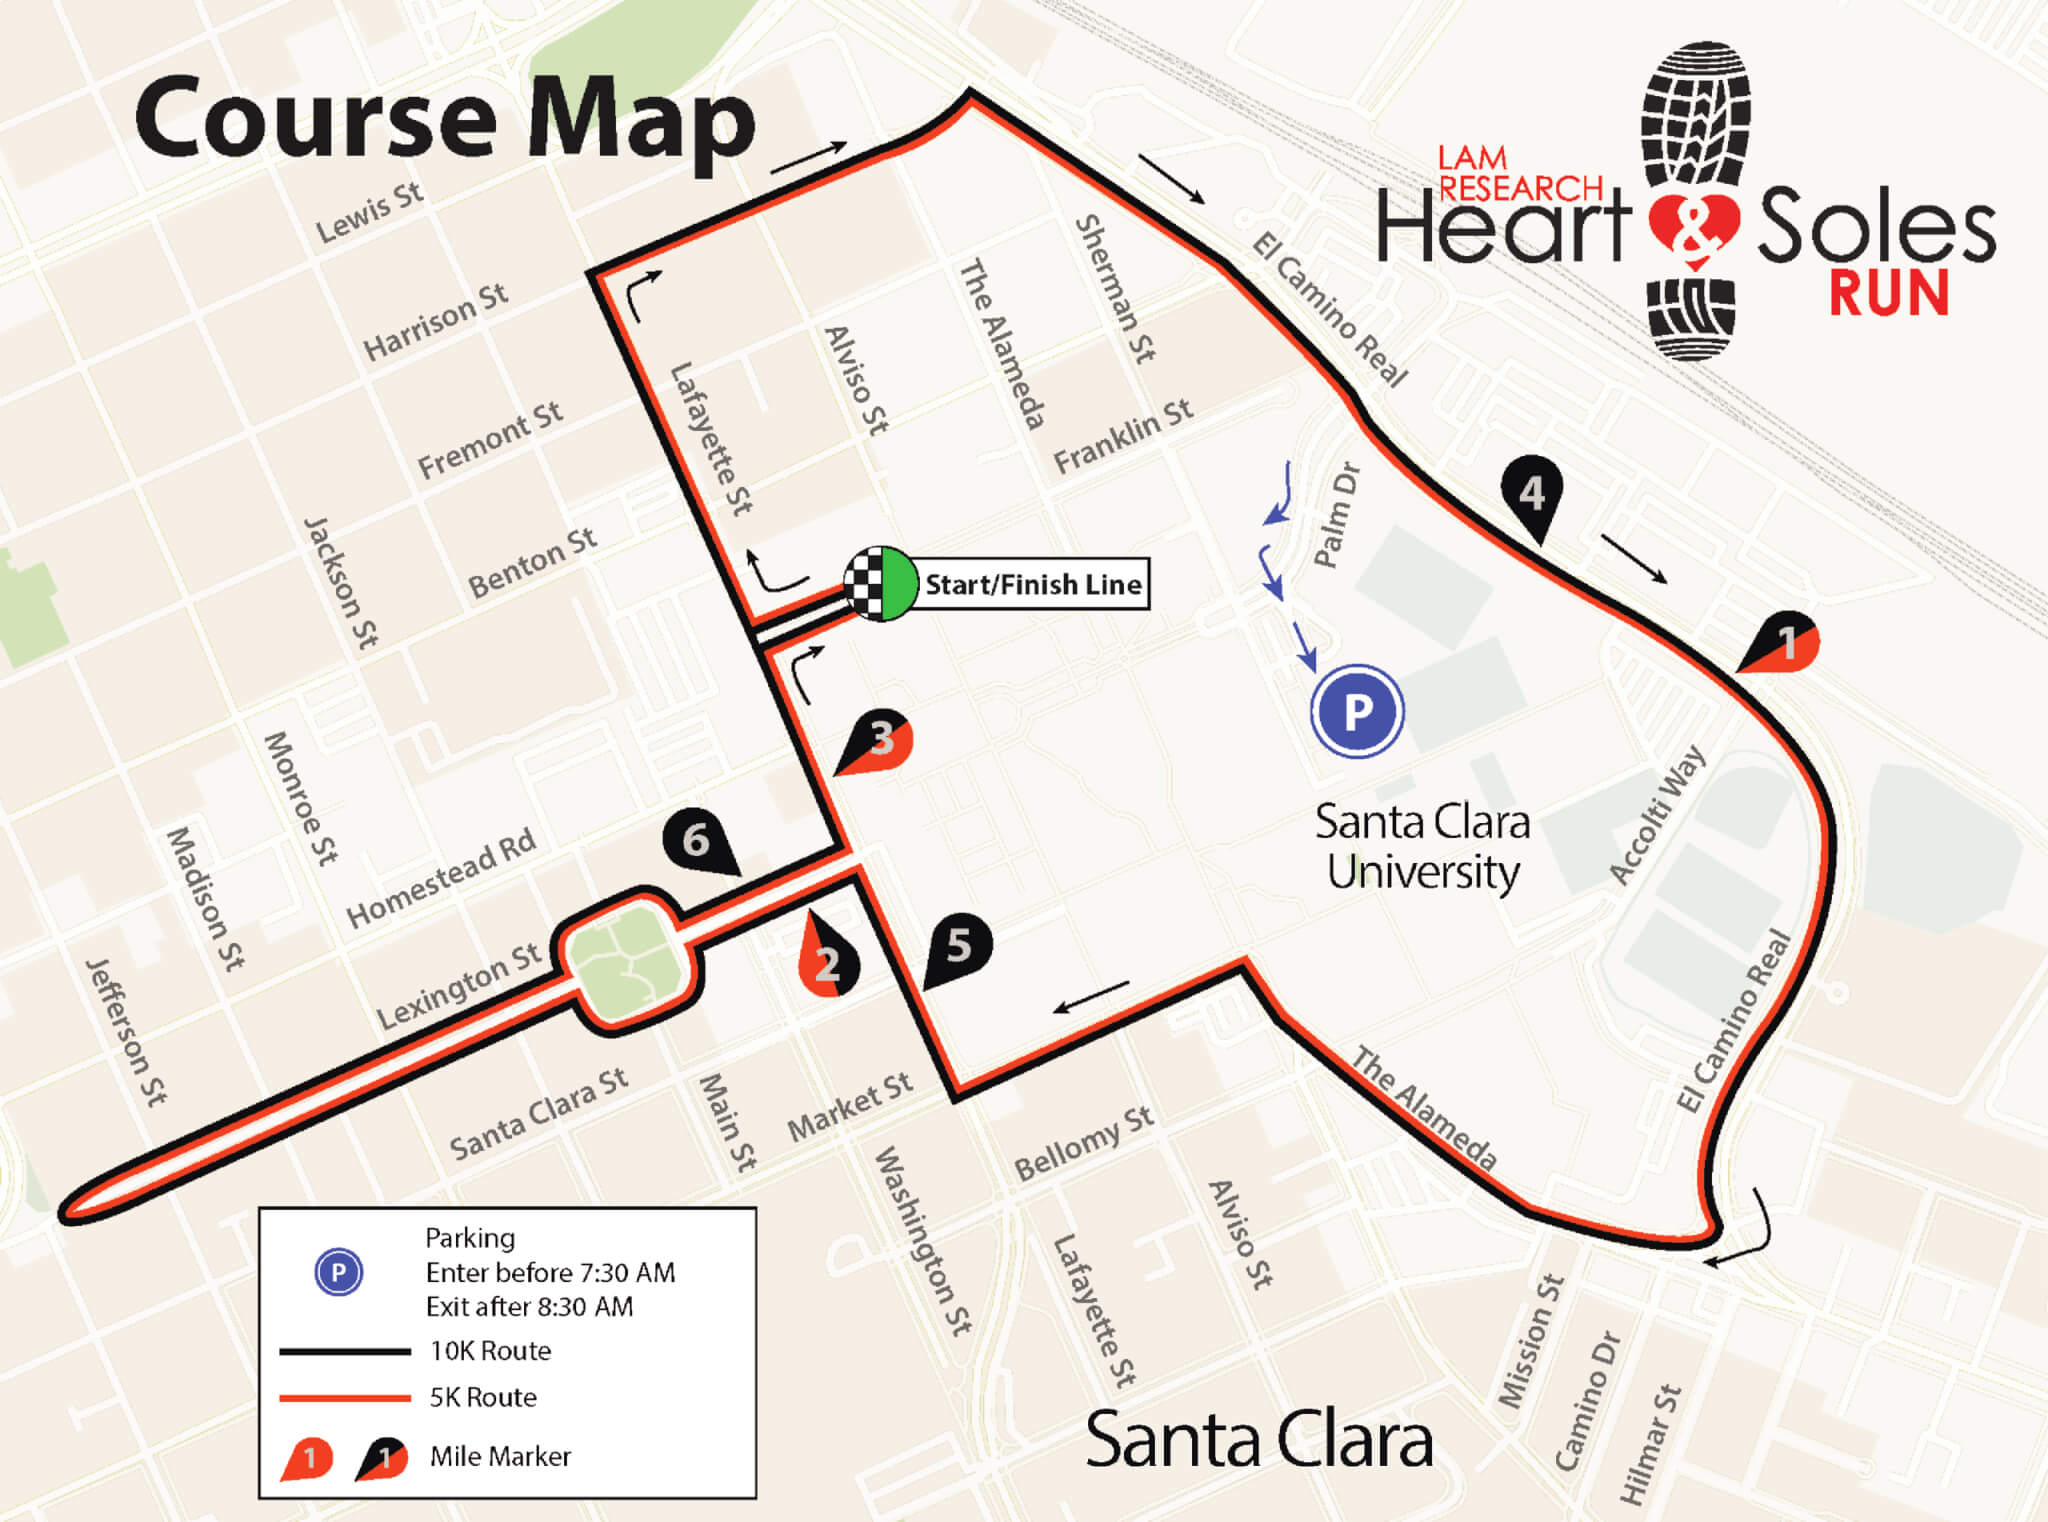 Course Map
LAM
RESEARCH
Heart & Soles
RUN
Lewis St
Harrison St
Fremont St
Benton St
Jackson St
Monroe St
Madison St
Jefferson St
Homestead Rd
Lexington St
Santa Clara St
Main St
Market St
Washington St
Bellomy St
Lafayette St
Alviso St
Lafayette St
Alviso St
The Alameda
Sherman St
Franklin St
El Camino Real
Palm Dr
Start/Finish Line
P
Santa Clara
University
Accolti Way
El Camino Real
The Alameda
Mission St
Camino Dr
Hilmar St
Santa Clara
1
2
3
4
5
6
P
Parking
Enter before 7:30 AM
Exit after 8:30 AM
10K Route
5K Route
1 1 Mile Marker